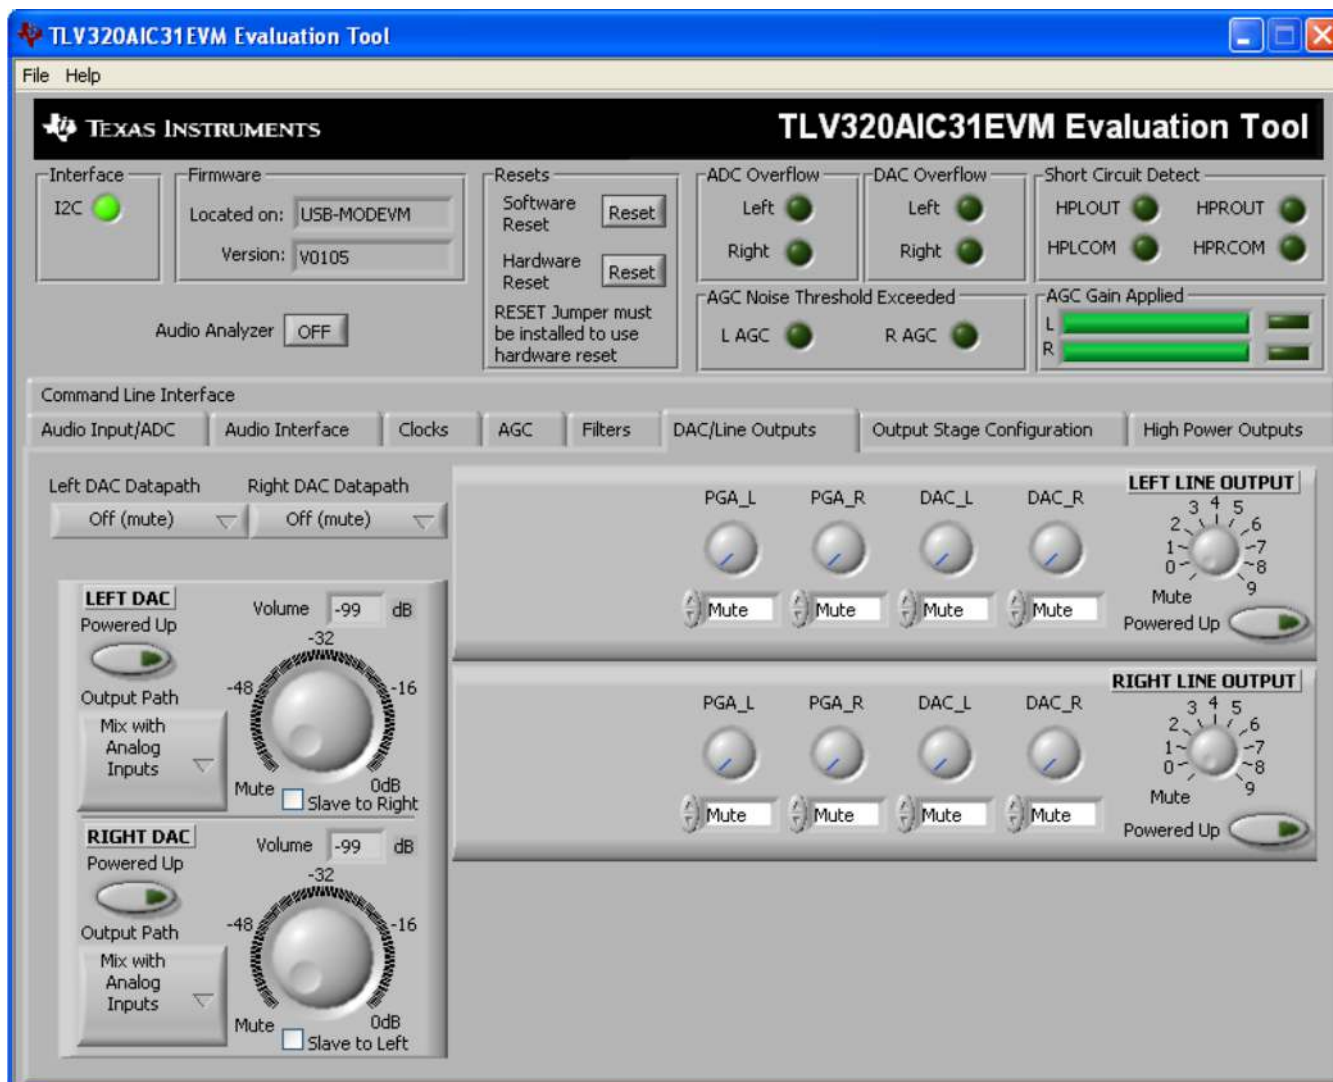 TLV320AIC31EVM Evaluation Tool
File Help
TEXAS INSTRUMENTS
TLV320AIC31EVM Evaluation Tool
Interface
I2C
Firmware
Located on: USB-MODEVM
Version: V0105
Audio Analyzer OFF
Resets
Software Reset Reset
Hardware Reset Reset
RESET Jumper must
be installed to use
hardware reset
ADC Overflow
Left
Right
DAC Overflow
Left
Right
Short Circuit Detect
HPLOUT HPROUT
HPLCOM HPRCOM
AGC Noise Threshold Exceeded
L AGC R AGC
AGC Gain Applied
L
R
Command Line Interface
Audio Input/ADC Audio Interface Clocks AGC Filters DAC/Line Outputs Output Stage Configuration High Power Outputs
Left DAC Datapath Right DAC Datapath
Off (mute) Off (mute)
LEFT DAC
Powered Up
Output Path
Mix with
Analog
Inputs
Volume -99 dB
-32
-48 -16
Mute 0dB
Slave to Right
RIGHT DAC
Powered Up
Output Path
Mix with
Analog
Inputs
Volume -99 dB
-32
-48 -16
Mute 0dB
Slave to Left
PGA_L PGA_R DAC_L DAC_R
Mute Mute Mute Mute
LEFT LINE OUTPUT
3 4 5
2 6
1 7
0 8
Mute 9
Powered Up
PGA_L PGA_R DAC_L DAC_R
Mute Mute Mute Mute
RIGHT LINE OUTPUT
3 4 5
2 6
1 7
0 8
Mute 9
Powered Up